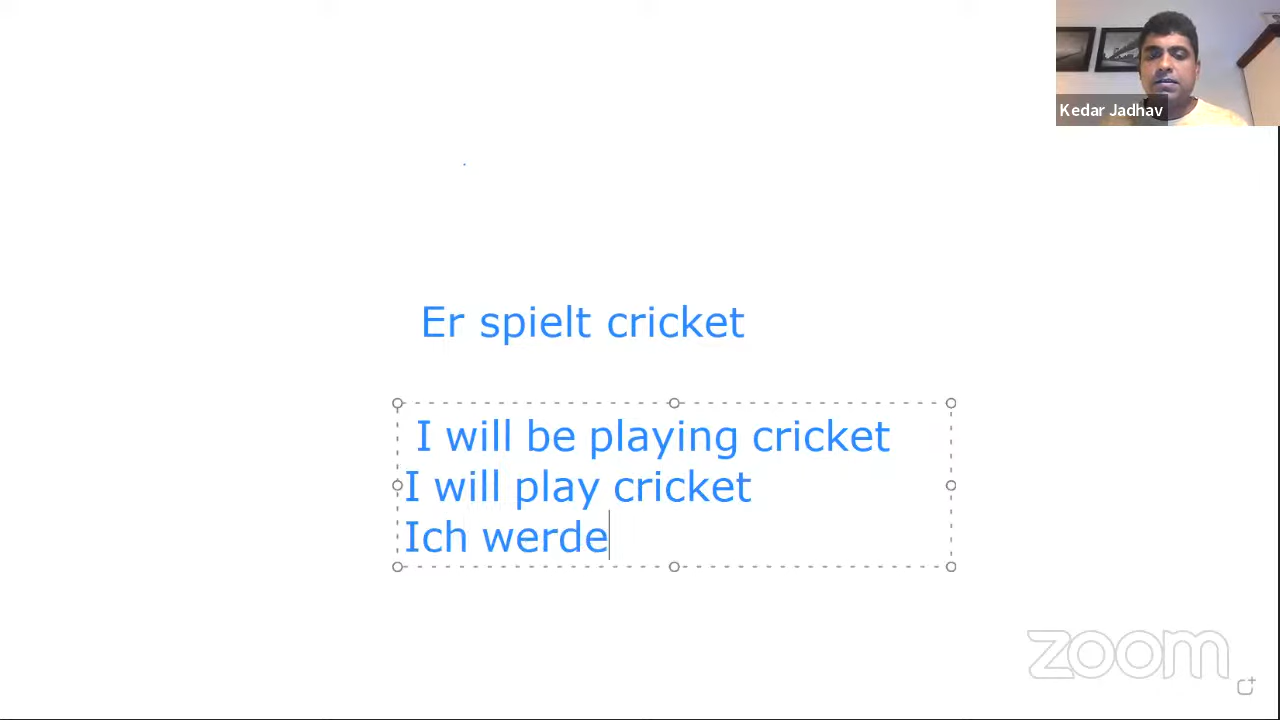 Kedar Jadhav
Er spielt cricket
I will be playing cricket
I will play cricket
Ich werde
zoom